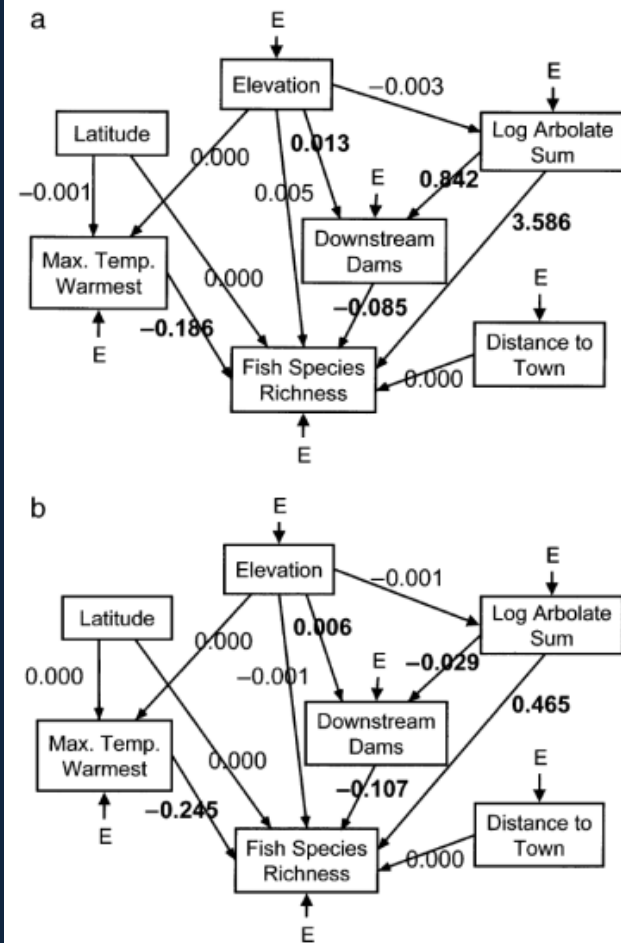 a
E
Elevation
−0.003
E
Latitude
Log Arbolate
Sum
0.000
0.013
−0.001
0.005
E
0.842
3.586
Max. Temp.
Warmest
Downstream
Dams
0.000
E
−0.186
−0.085
E
Distance to
Town
Fish Species
Richness
0.000
E
b
E
Elevation
−0.001
E
Latitude
Log Arbolate
Sum
0.000
0.006
0.000
−0.001
E
−0.029
0.465
Max. Temp.
Warmest
Downstream
Dams
0.000
E
−0.245
−0.107
E
Distance to
Town
Fish Species
Richness
0.000
E